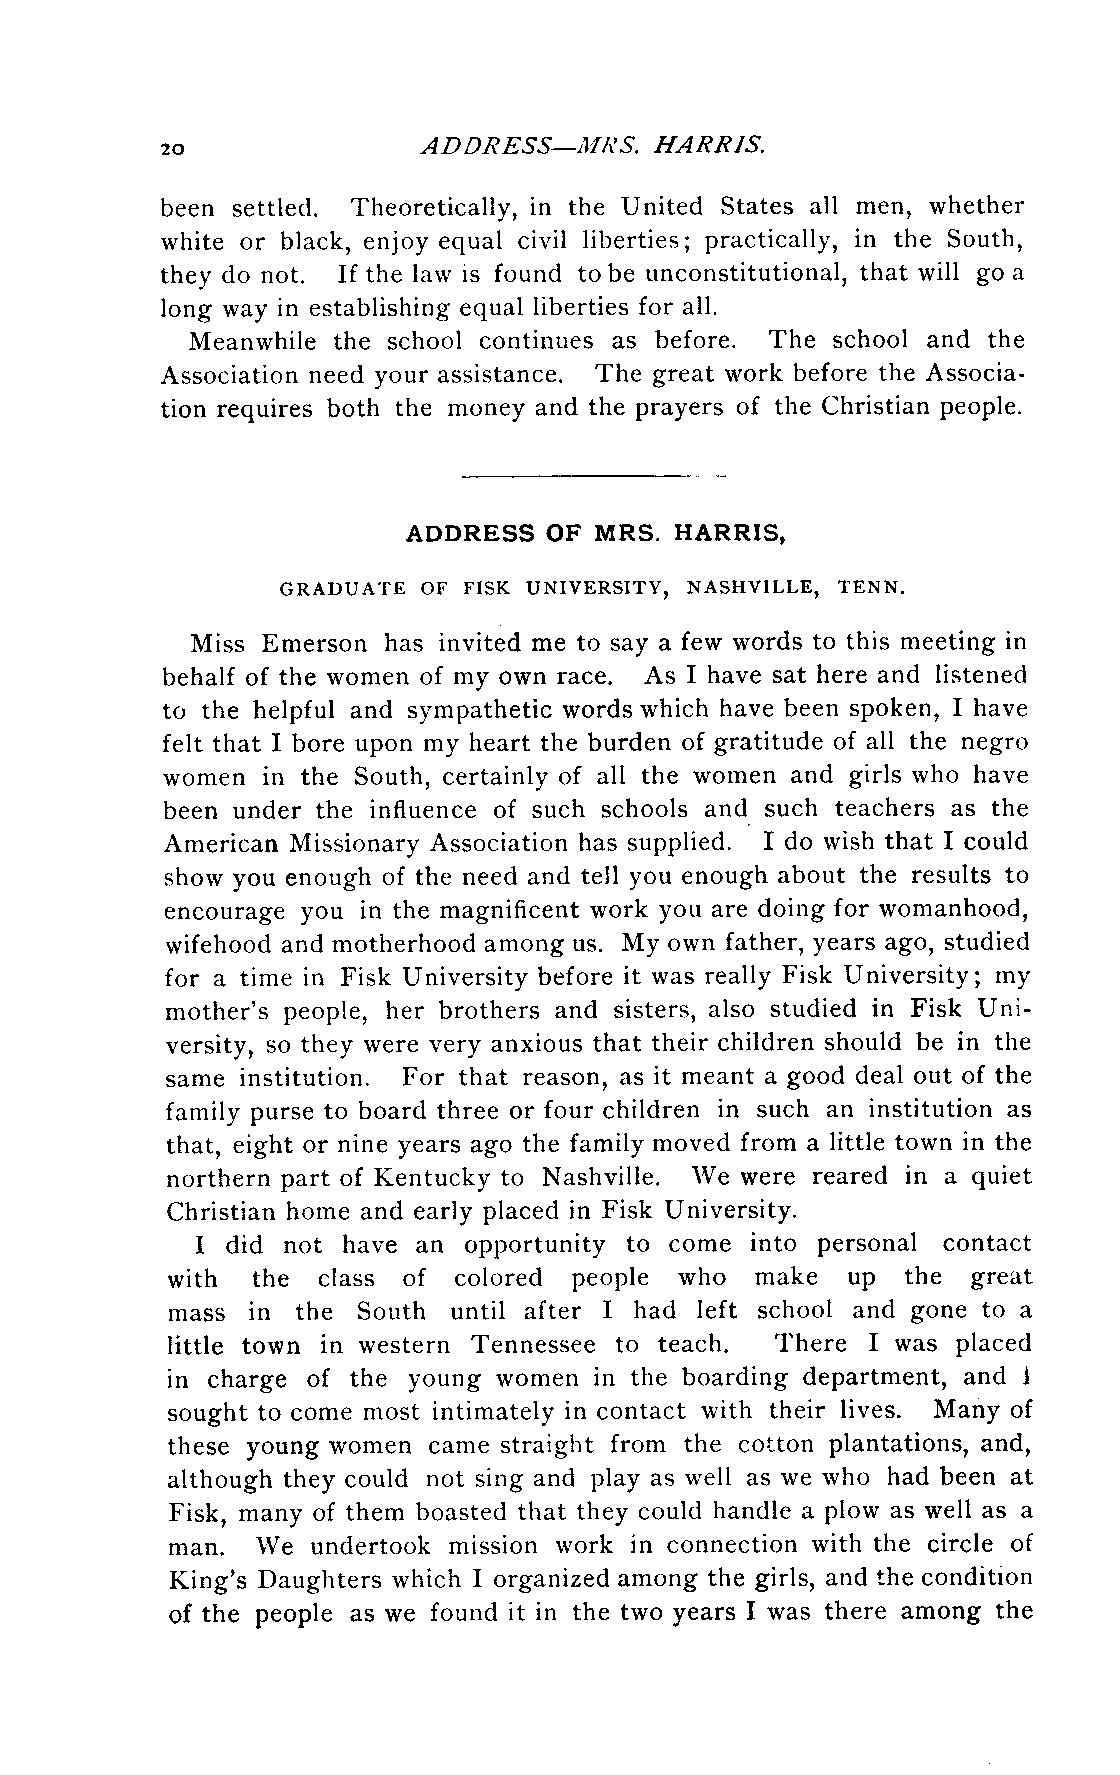 20 ADDRESS—MRS. HARRIS.
been settled. Theoretically, in the United States all men, whether
white or black, enjoy equal civil liberties; practically, in the South,
they do not. If the law is found to be unconstitutional, that will go a
long way in establishing equal liberties for all.
Meanwhile the school continues as before. The school and the
Association need your assistance. The great work before the Associa-
tion requires both the money and the prayers of the Christian people.
ADDRESS OF MRS. HARRIS,
GRADUATE OF FISK UNIVERSITY, NASHVILLE, TENN.
Miss Emerson has invited me to say a few words to this meeting in
behalf of the women of my own race. As I have sat here and listened
to the helpful and sympathetic words which have been spoken, I have
felt that I bore upon my heart the burden of gratitude of all the negro
women in the South, certainly of all the women and girls who have
been under the influence of such schools and such teachers as the
American Missionary Association has supplied. I do wish that I could
show you enough of the need and tell you enough about the results to
encourage you in the magnificent work you are doing for womanhood,
wifehood and motherhood among us. My own father, years ago, studied
for a time in Fisk University before it was really Fisk University; my
mother's people, her brothers and sisters, also studied in Fisk Uni-
versity, so they were very anxious that their children should be in the
same institution. For that reason, as it meant a good deal out of the
family purse to board three or four children in such an institution as
that, eight or nine years ago the family moved from a little town in the
northern part of Kentucky to Nashville. We were reared in a quiet
Christian home and early placed in Fisk University.
I did not have an opportunity to come into personal contact
with the class of colored people who make up the great
mass in the South until after I had left school and gone to a
little town in western Tennessee to teach. There I was placed
in charge of the young women in the boarding department, and I
sought to come most intimately in contact with their lives. Many of
these young women came straight from the cotton plantations, and,
although they could not sing and play as well as we who had been at
Fisk, many of them boasted that they could handle a plow as well as a
man. We undertook mission work in connection with the circle of
King's Daughters which I organized among the girls, and the condition
of the people as we found it in the two years I was there among the